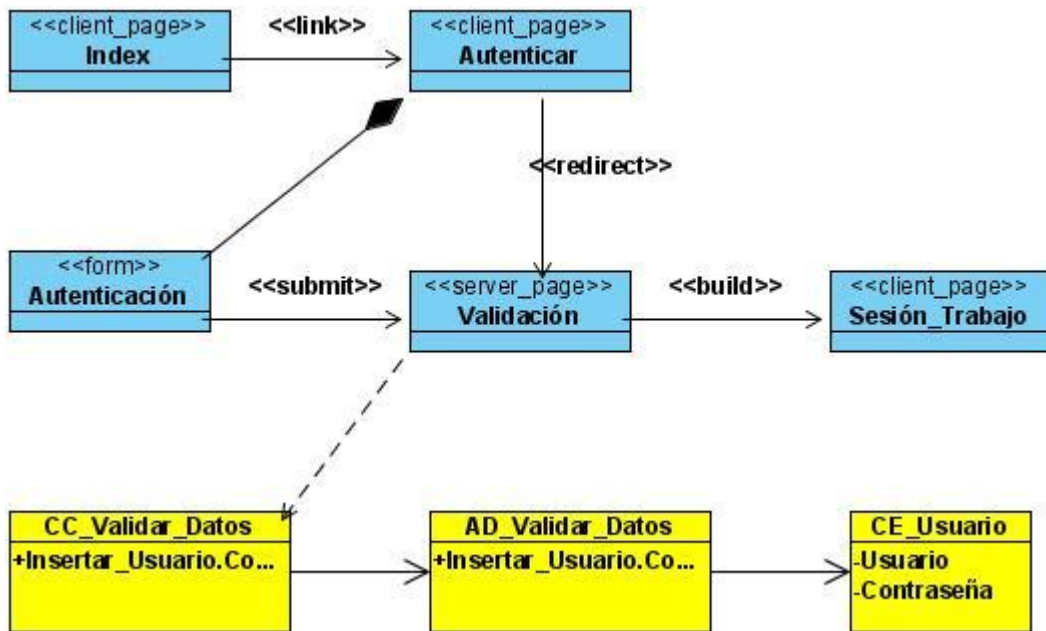 <<client_page>>
Index
<<link>>
<<client_page>>
Autenticar
<<redirect>>
<<form>>
Autenticación
<<submit>>
<<server_page>>
Validación
<<build>>
<<client_page>>
Sesión_Trabajo
CC_Validar_Datos
+Insertar_Usuario.Co...
AD_Validar_Datos
+Insertar_Usuario.Co...
CE_Usuario
-Usuario
-Contraseña